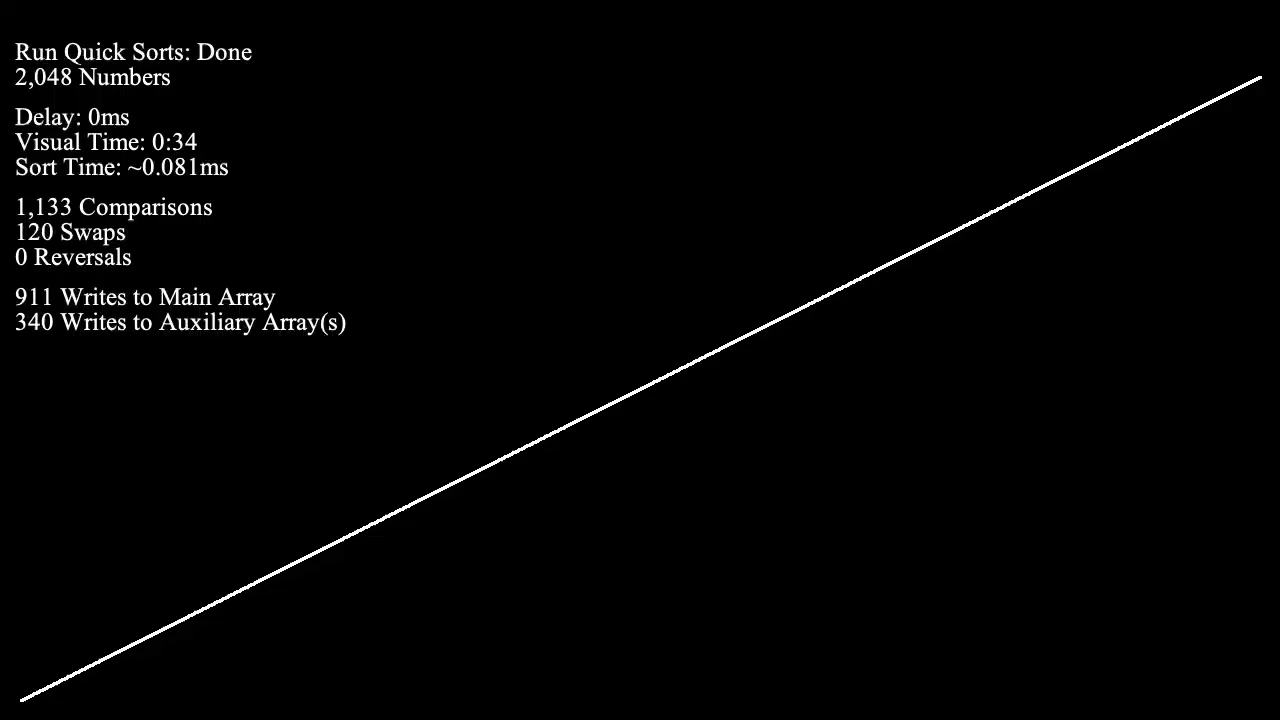 Run Quick Sorts: Done
2,048 Numbers
Delay: 0ms
Visual Time: 0:34
Sort Time: ~0.081ms
1,133 Comparisons
120 Swaps
0 Reversals
911 Writes to Main Array
340 Writes to Auxiliary Array(s)